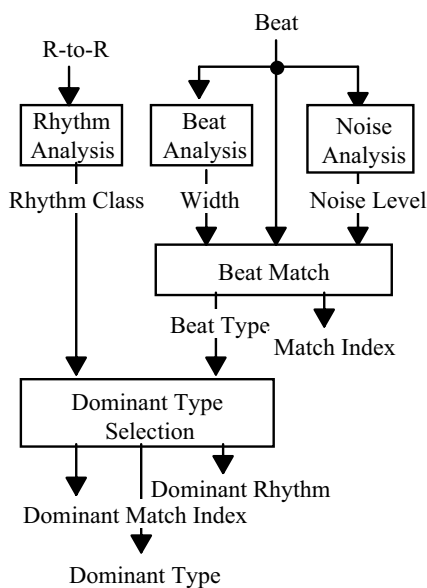 Beat
R-to-R
Rhythm
Analysis
Beat
Analysis
Noise
Analysis
Rhythm Class
Width
Noise Level
Beat Match
Beat Type
Match Index
Dominant Type
Selection
Dominant Rhythm
Dominant Match Index
Dominant Type